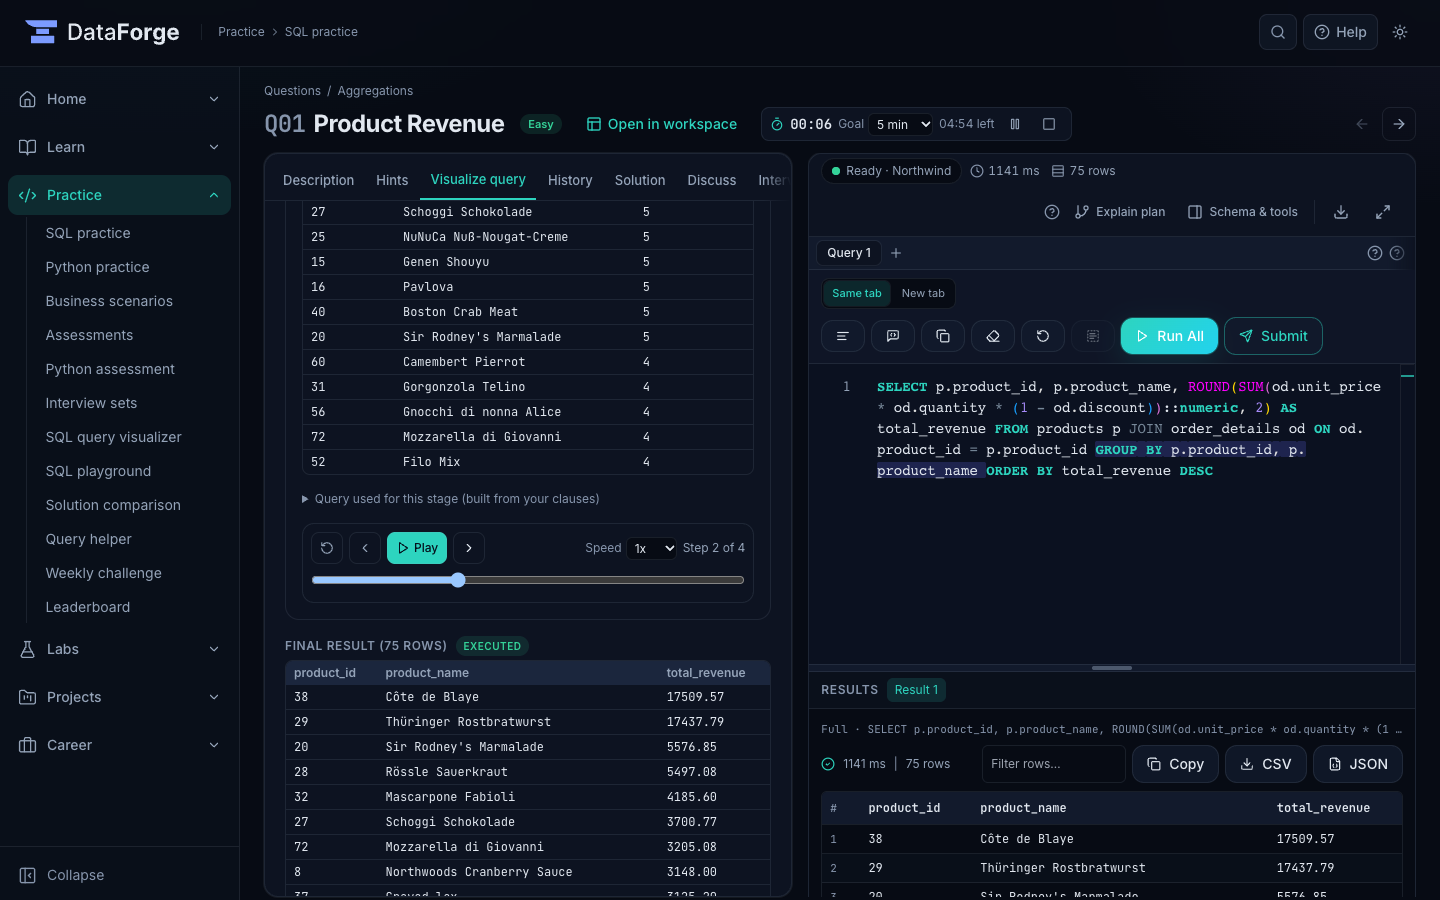 DataForge
Practice > SQL practice
Help
Home
Learn
Practice
SQL practice
Python practice
Business scenarios
Assessments
Python assessment
Interview sets
SQL query visualizer
SQL playground
Solution comparison
Query helper
Weekly challenge
Leaderboard
Labs
Projects
Career
Collapse
Questions / Aggregations
Q01 Product Revenue
Easy
Open in workspace
00:06 Goal 5 min 04:54 left
Description Hints Visualize query History Solution Discuss
27 Schoggi Schokolade 5
25 NuNuCa Nuß-Nougat-Creme 5
15 Genen Shouyu 5
16 Pavlova 5
40 Boston Crab Meat 5
20 Sir Rodney's Marmalade 5
60 Camembert Pierrot 4
31 Gorgonzola Telino 4
56 Gnocchi di nonna Alice 4
72 Mozzarella di Giovanni 4
52 Filo Mix 4
Query used for this stage (built from your clauses)
Play
Speed 1x Step 2 of 4
FINAL RESULT (75 ROWS) EXECUTED
product_id product_name total_revenue
38 Côte de Blaye 17509.57
29 Thüringer Rostbratwurst 17437.79
20 Sir Rodney's Marmalade 5576.85
28 Rössle Sauerkraut 5497.08
32 Mascarpone Fabioli 4185.60
27 Schoggi Schokolade 3700.77
72 Mozzarella di Giovanni 3205.08
8 Northwoods Cranberry Sauce 3148.00
Ready · Northwind 1141 ms 75 rows
Explain plan Schema & tools
Query 1
Same tab New tab
Run All Submit
1 SELECT p.product_id, p.product_name, ROUND(SUM(od.unit_price
* od.quantity * (1 - od.discount))::numeric, 2) AS
total_revenue FROM products p JOIN order_details od ON od.
product_id = p.product_id GROUP BY p.product_id, p.
product_name ORDER BY total_revenue DESC
RESULTS Result 1
Full · SELECT p.product_id, p.product_name, ROUND(SUM(od.unit_price * od.quantity * (1 …
1141 ms | 75 rows
Filter rows...
Copy CSV JSON
# product_id product_name total_revenue
1 38 Côte de Blaye 17509.57
2 29 Thüringer Rostbratwurst 17437.79
20 Sir Rodney's Marmalade 5576.85